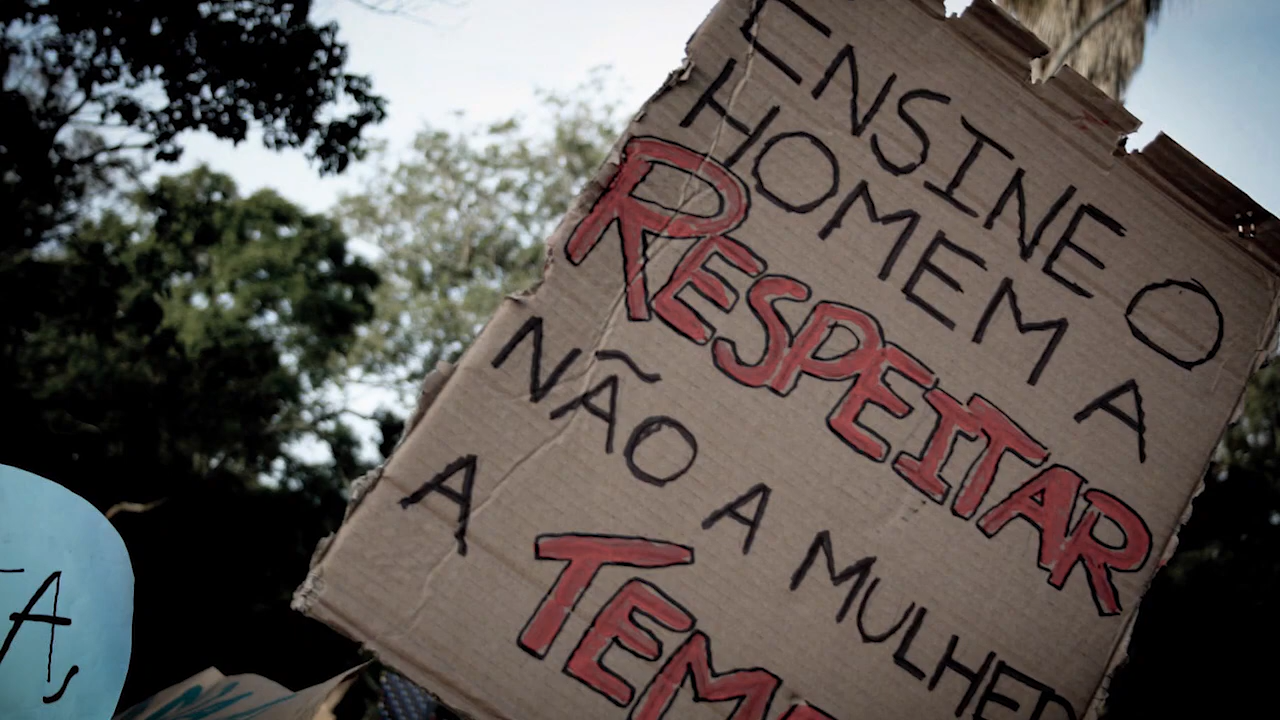 ENSINE O
HOMEM A
RESPEITAR
NÃO A MULHER
A